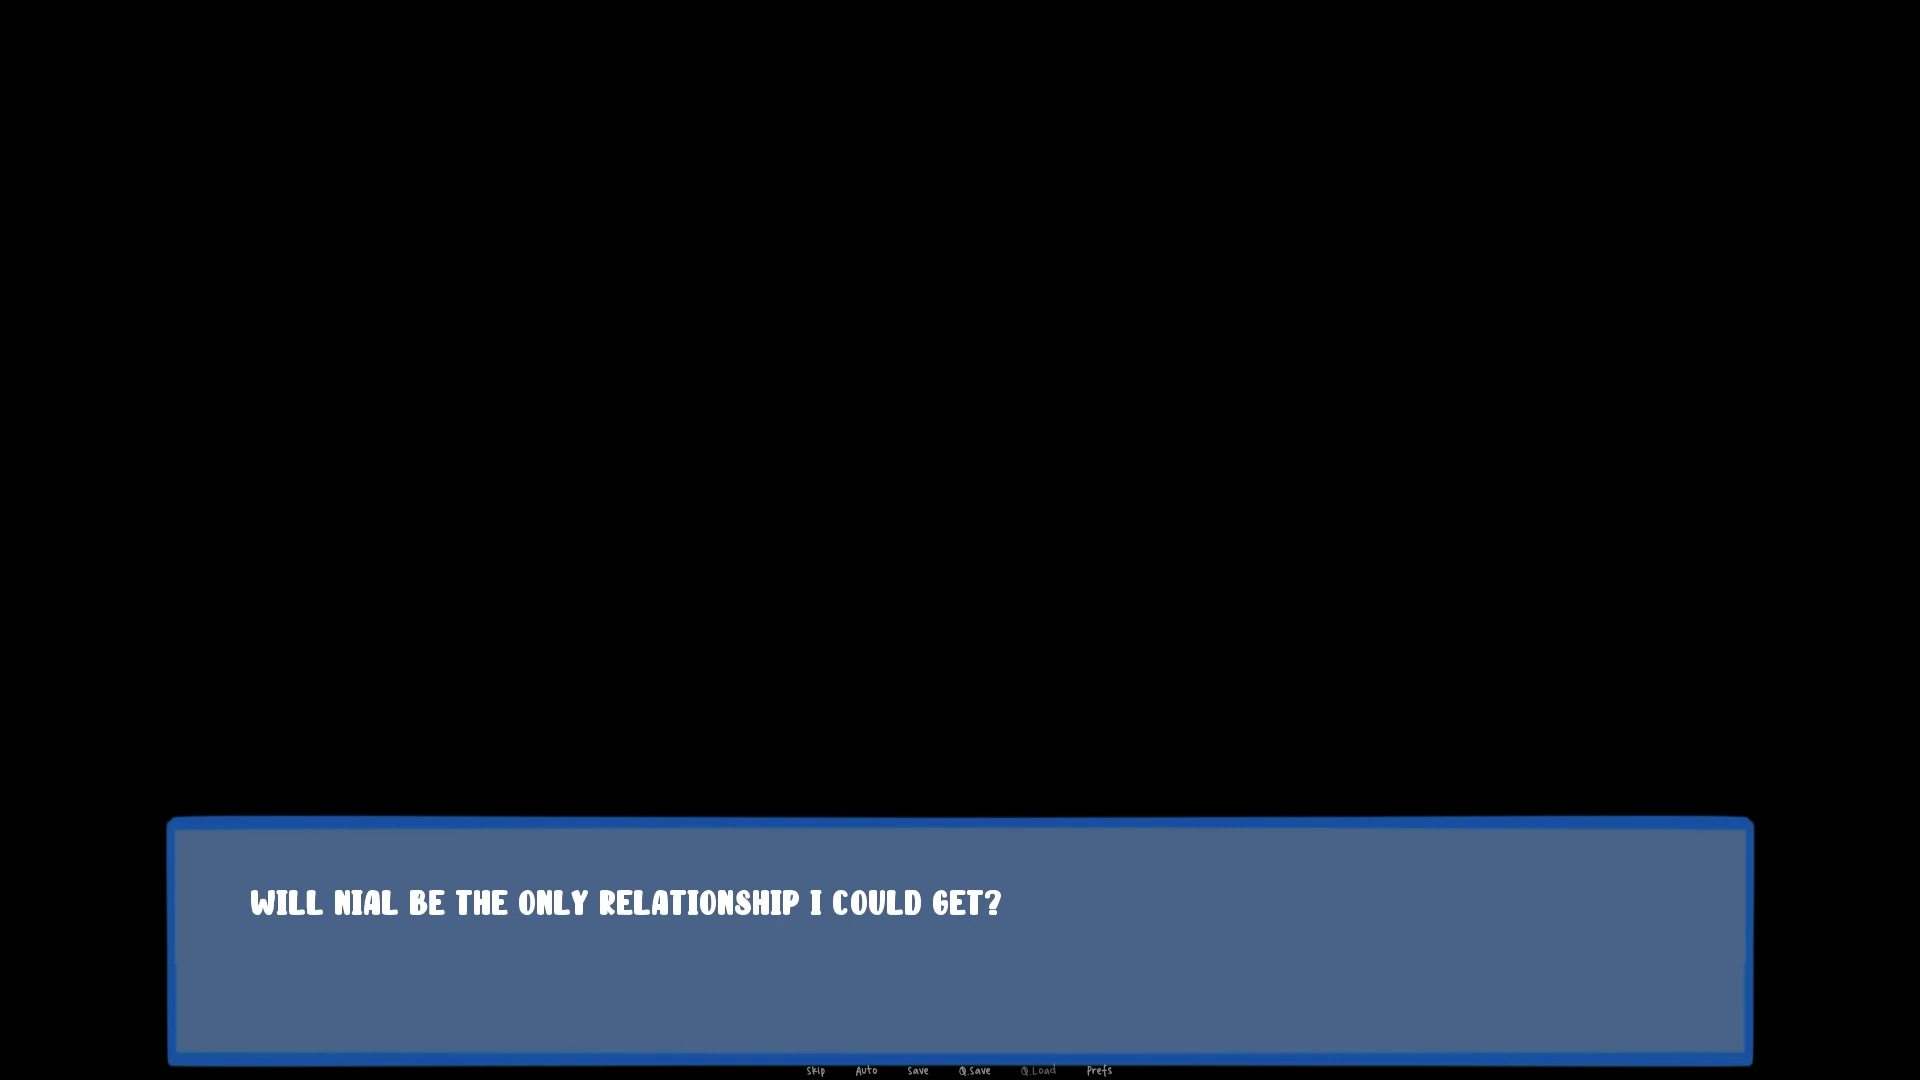 WILL NIAL BE THE ONLY RELATIONSHIP I COULD GET?
Skip Auto Save Q.Save Q.Load Prefs